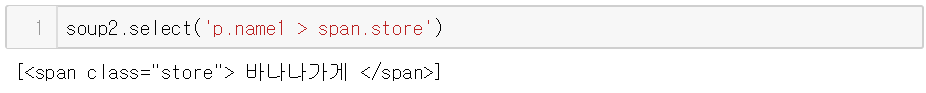 1 soup2.select('p.name1 > span.store')
[<span class="store"> 바나나가게 </span>]